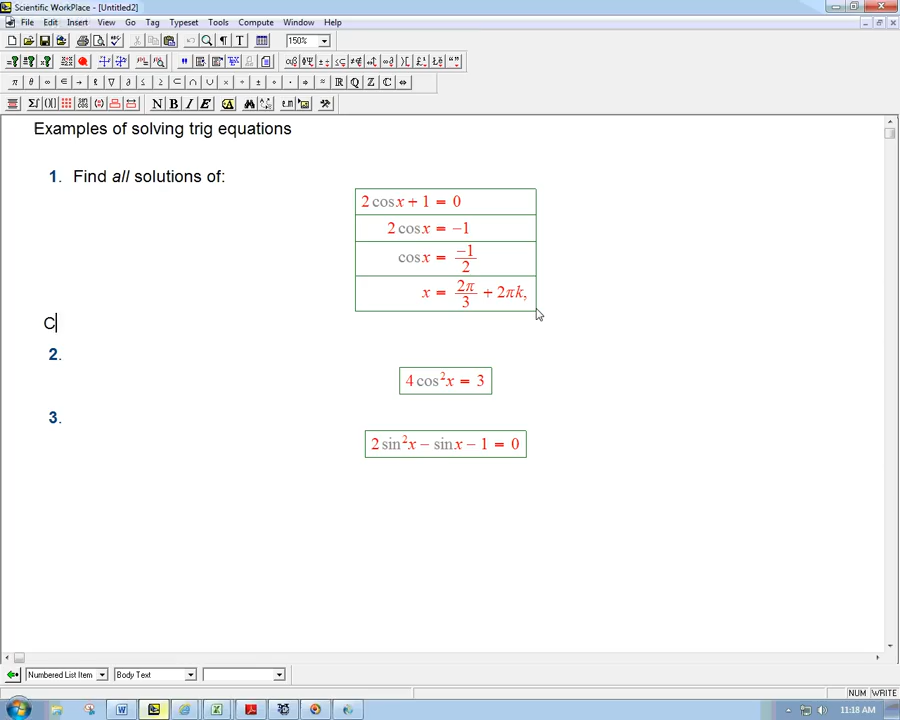 Scientific WorkPlace - [Untitled2]
File Edit Insert View Go Tag Typeset Tools Compute Window Help
150%
N B I E
Examples of solving trig equations
1. Find all solutions of:
2 cos x + 1 = 0
2 cos x = −1
cos x = −1/2
x = 2π/3 + 2πk,
C
2.
4 cos² x = 3
3.
2 sin² x − sin x − 1 = 0
Numbered List Item Body Text
NUM WRITE
11:18 AM